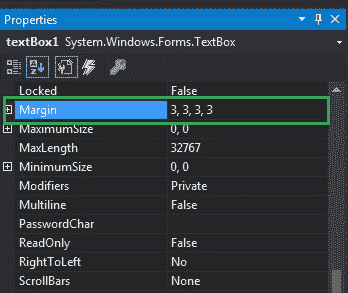 Properties
textBox1 System.Windows.Forms.TextBox
Locked False
Margin 3, 3, 3, 3
MaximumSize 0, 0
MaxLength 32767
MinimumSize 0, 0
Modifiers Private
Multiline False
PasswordChar
ReadOnly False
RightToLeft No
ScrollBars None